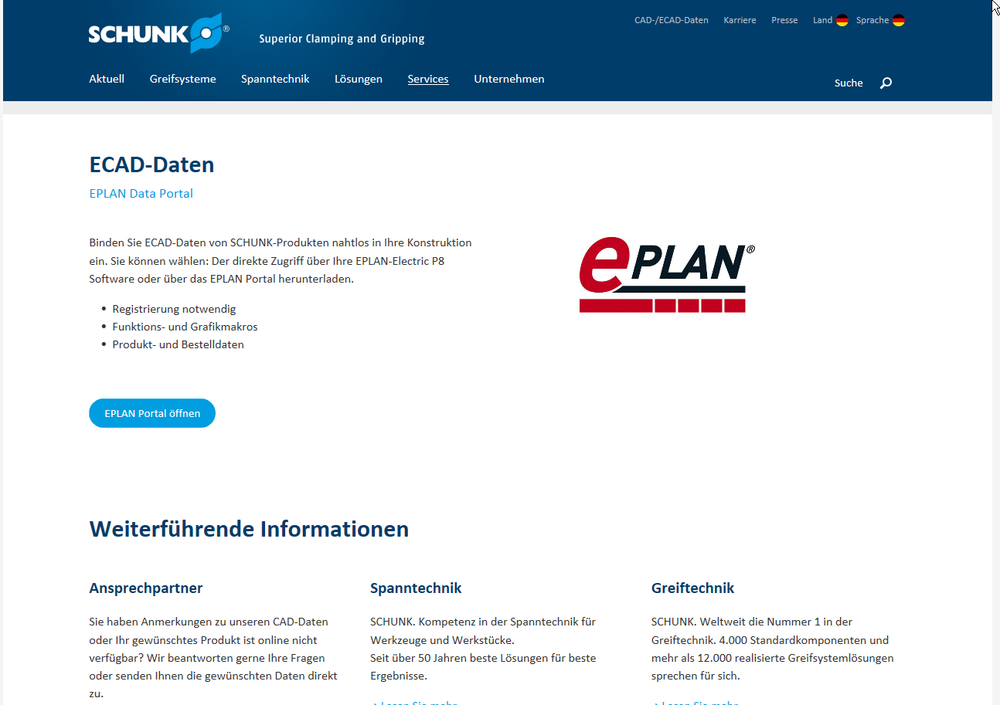 CAD-/ECAD-Daten Karriere Presse Land Sprache
SCHUNK®
Superior Clamping and Gripping
Aktuell Greifsysteme Spanntechnik Lösungen Services Unternehmen
Suche
ECAD-Daten
EPLAN Data Portal
Binden Sie ECAD-Daten von SCHUNK-Produkten nahtlos in Ihre Konstruktion
ein. Sie können wählen: Der direkte Zugriff über Ihre EPLAN-Electric P8
Software oder über das EPLAN Portal herunterladen.
• Registrierung notwendig
• Funktions- und Grafikmakros
• Produkt- und Bestelldaten
ePLAN®
EPLAN Portal öffnen
Weiterführende Informationen
Ansprechpartner
Sie haben Anmerkungen zu unseren CAD-Daten
oder Ihr gewünschtes Produkt ist online nicht
verfügbar? Wir beantworten gerne Ihre Fragen
oder senden Ihnen die gewünschten Daten direkt
zu.
Spanntechnik
SCHUNK. Kompetenz in der Spanntechnik für
Werkzeuge und Werkstücke.
Seit über 50 Jahren beste Lösungen für beste
Ergebnisse.
Lesen Sie mehr
Greiftechnik
SCHUNK. Weltweit die Nummer 1 in der
Greiftechnik. 4.000 Standardkomponenten und
mehr als 12.000 realisierte Greifsystemlösungen
sprechen für sich.
Lesen Sie mehr